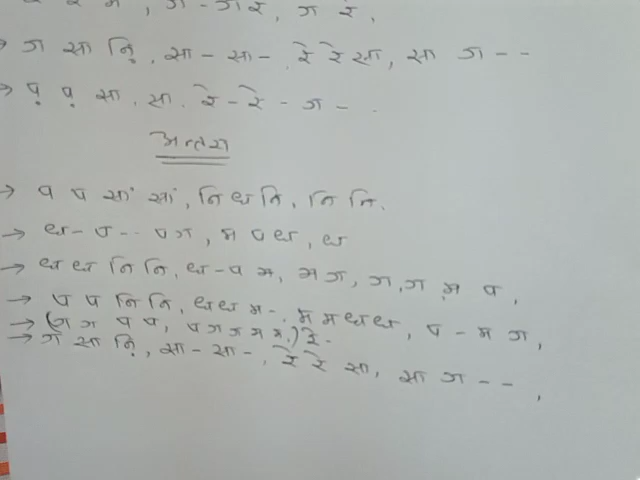 म, ग - ग रे, ग रे,
→ ग सा नि़, सा - सा -, रे रे सा, सा ग - -
→ प़ प़ सा, सा, रे - रे - ग -
अन्तरा
→ प प सां सां, नि ध नि, नि नि,
→ ध - प - - प ग, म प ध, ध
→ ध ध नि नि, ध - प म, म ग, ग, ग म प,
→ प प नि नि, ध ध म -, म म ध ध, प - म ग,
→ (ग ग प प, प ग ग म म,) रे -
→ ग सा नि़, सा - सा -, रे रे सा, सा ग - - ,